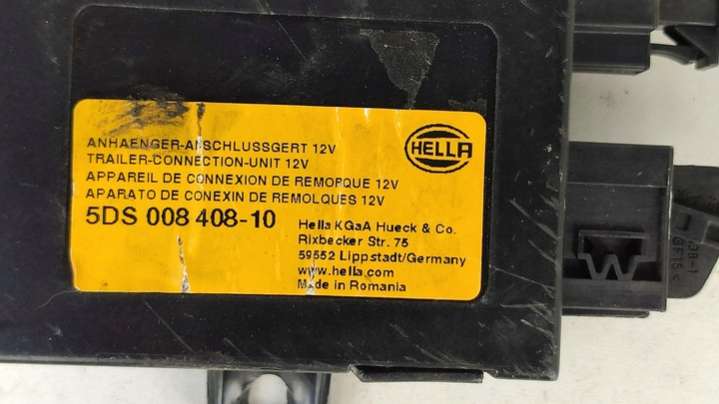 ANHAENGER-ANSCHLUSSGERT 12V
TRAILER-CONNECTION-UNIT 12V
APPAREIL DE CONNEXION DE REMORQUE 12V
APARATO DE CONEXIN DE REMOLQUES 12V
HELLA
5DS 008 408-10
Hella KGaA Hueck & Co.
Rixbecker Str. 75
59552 Lippstadt/Germany
www.hella.com
Made in Romania
W